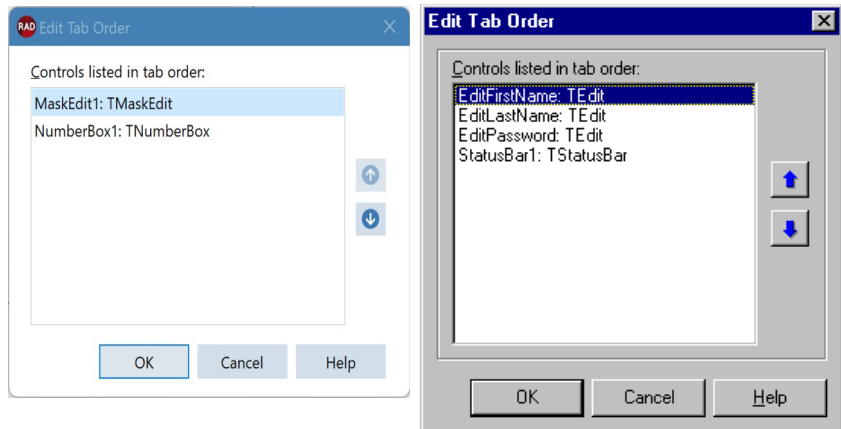 RAD Edit Tab Order
Controls listed in tab order:
MaskEdit1: TMaskEdit
NumberBox1: TNumberBox
OK Cancel Help
Edit Tab Order
Controls listed in tab order:
EditFirstName: TEdit
EditLastName: TEdit
EditPassword: TEdit
StatusBar1: TStatusBar
OK Cancel Help